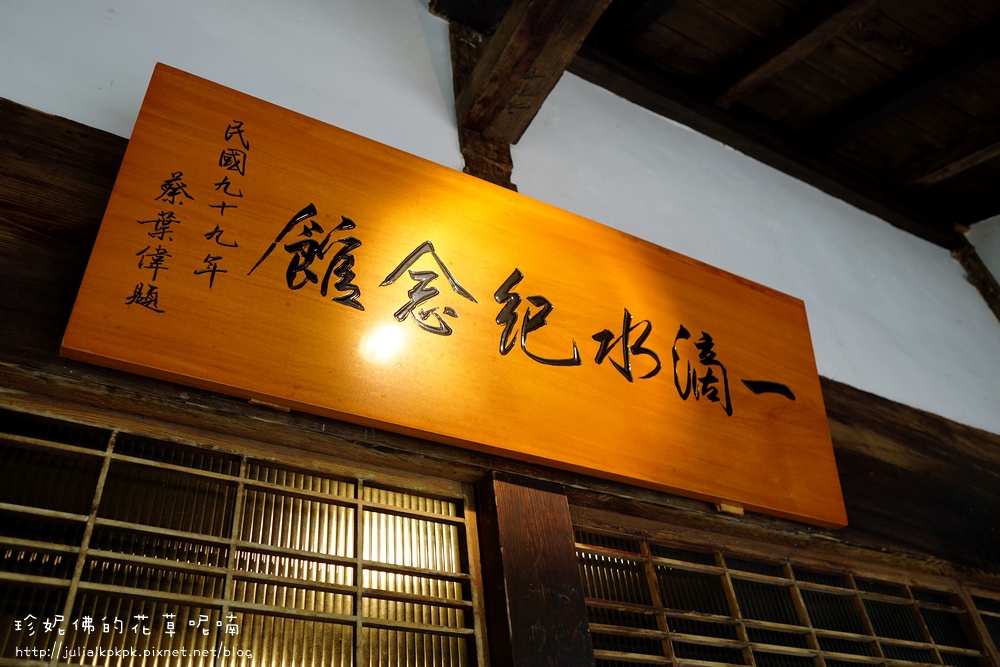 一滴水紀念館
民國九十九年
蔡葉偉題
珍妮佛的花草呢喃
http://julialkpkpk.pixnet.net/blog